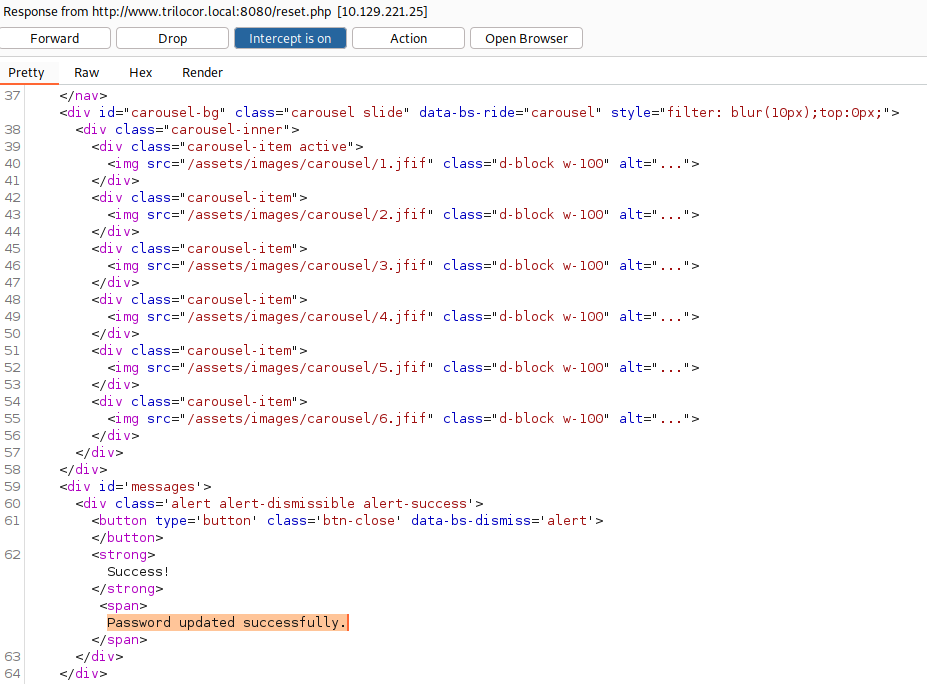 Response from http://www.trilocor.local:8080/reset.php [10.129.221.25]
Forward Drop Intercept is on Action Open Browser
Pretty Raw Hex Render
37 </nav>
<div id="carousel-bg" class="carousel slide" data-bs-ride="carousel" style="filter: blur(10px);top:0px;">
38 <div class="carousel-inner">
39 <div class="carousel-item active">
40 <img src="/assets/images/carousel/1.jfif" class="d-block w-100" alt="...">
41 </div>
42 <div class="carousel-item">
43 <img src="/assets/images/carousel/2.jfif" class="d-block w-100" alt="...">
44 </div>
45 <div class="carousel-item">
46 <img src="/assets/images/carousel/3.jfif" class="d-block w-100" alt="...">
47 </div>
48 <div class="carousel-item">
49 <img src="/assets/images/carousel/4.jfif" class="d-block w-100" alt="...">
50 </div>
51 <div class="carousel-item">
52 <img src="/assets/images/carousel/5.jfif" class="d-block w-100" alt="...">
53 </div>
54 <div class="carousel-item">
55 <img src="/assets/images/carousel/6.jfif" class="d-block w-100" alt="...">
56 </div>
57 </div>
58 </div>
59 <div id='messages'>
60 <div class='alert alert-dismissible alert-success'>
61 <button type='button' class='btn-close' data-bs-dismiss='alert'>
</button>
62 <strong>
Success!
</strong>
<span>
Password updated successfully.
</span>
63 </div>
64 </div>